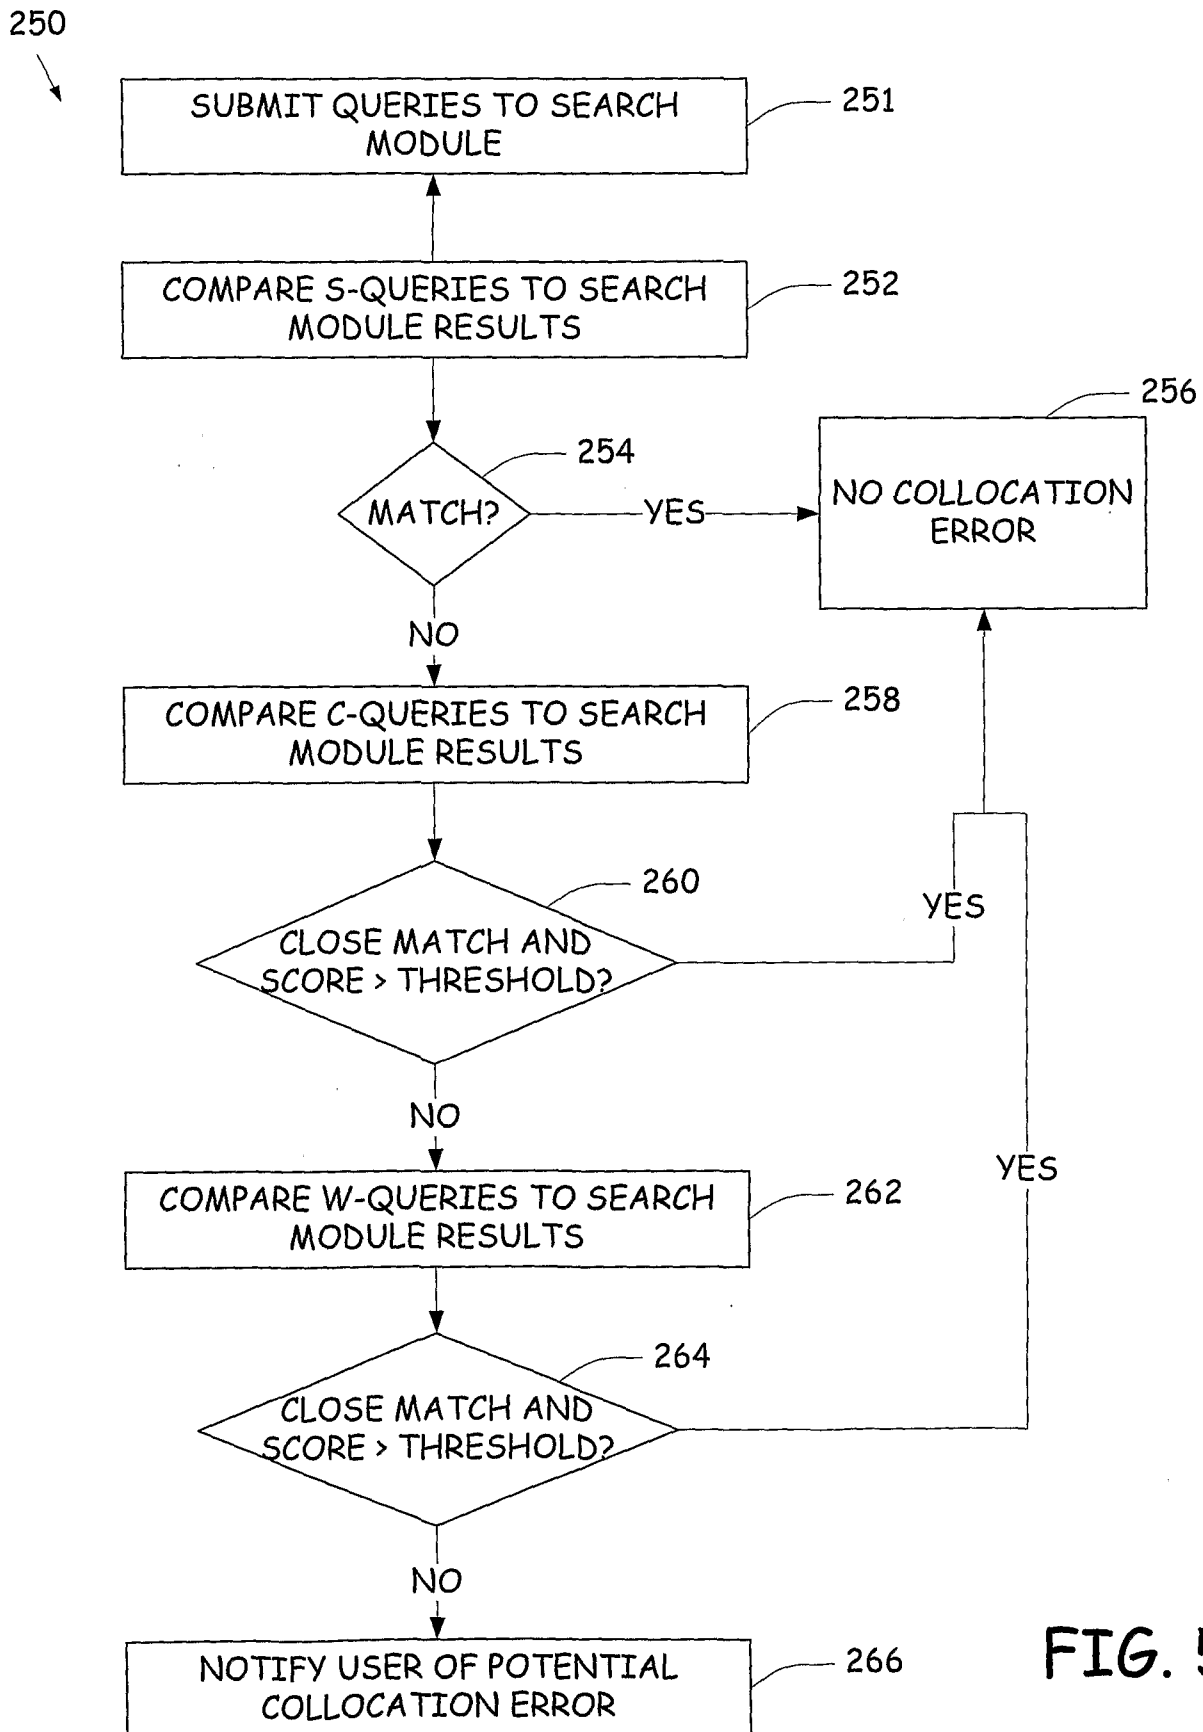 250
SUBMIT QUERIES TO SEARCH
MODULE
251
COMPARE S-QUERIES TO SEARCH
MODULE RESULTS
252
256
254
MATCH?
YES
NO COLLOCATION
ERROR
NO
COMPARE C-QUERIES TO SEARCH
MODULE RESULTS
258
260
CLOSE MATCH AND
SCORE > THRESHOLD?
YES
NO
COMPARE W-QUERIES TO SEARCH
MODULE RESULTS
262
YES
264
CLOSE MATCH AND
SCORE > THRESHOLD?
NO
NOTIFY USER OF POTENTIAL
COLLOCATION ERROR
266
FIG. 5